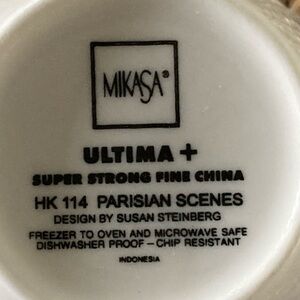 MIKASA®
ULTIMA +
SUPER STRONG FINE CHINA
HK 114 PARISIAN SCENES
DESIGN BY SUSAN STEINBERG
FREEZER TO OVEN AND MICROWAVE SAFE
DISHWASHER PROOF – CHIP RESISTANT
INDONESIA